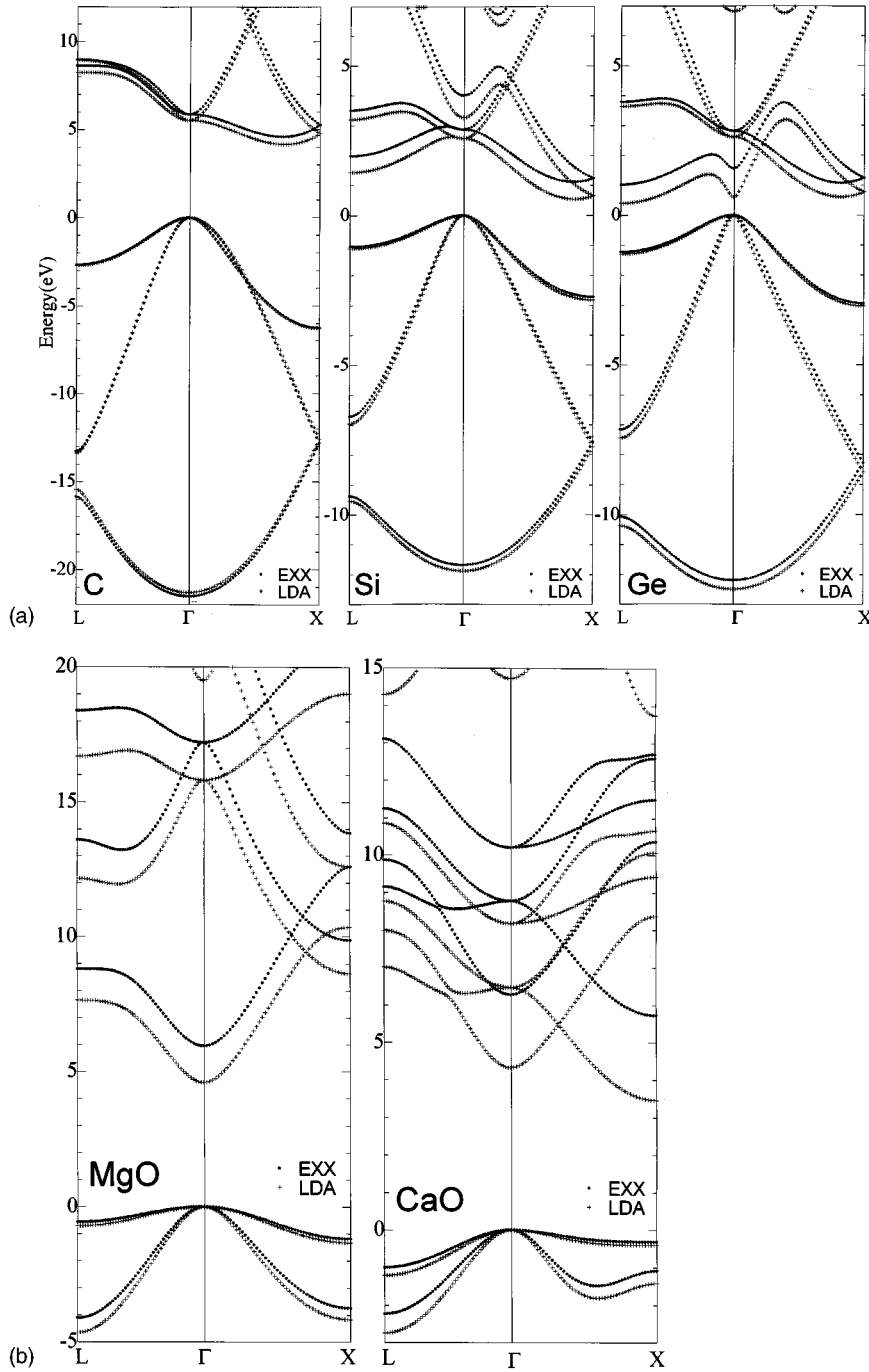 10
5
0
-5
-10
-15
-20
Energy(eV)
C
EXX
LDA
L Γ X
5
0
-5
-10
Si
EXX
LDA
L Γ X
5
0
-5
-10
Ge
EXX
LDA
L Γ X
(a)
20
15
10
5
0
-5
MgO
EXX
LDA
L Γ X
15
10
5
0
CaO
EXX
LDA
L Γ X
(b)